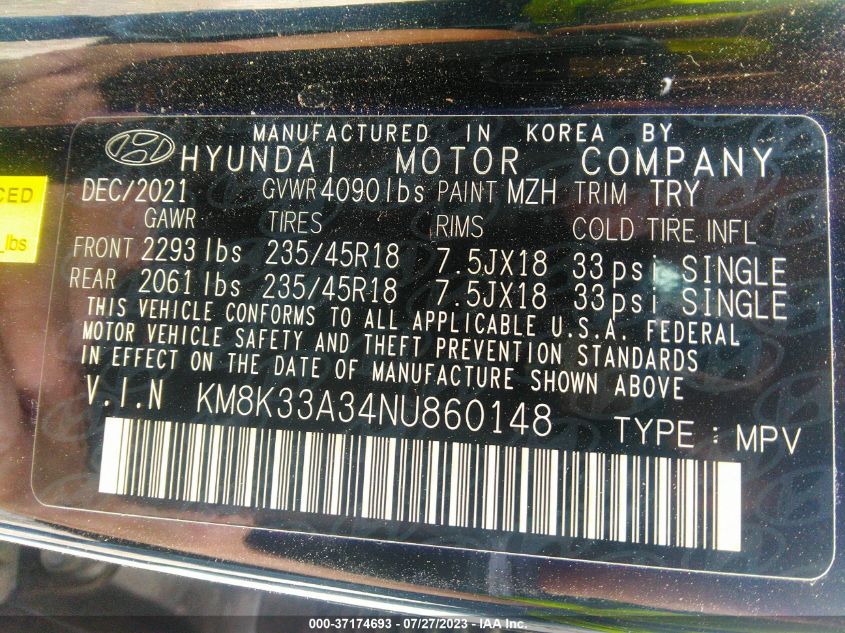 MANUFACTURED IN KOREA BY
HYUNDAI MOTOR COMPANY
DEC/2021 GVWR 4090lbs PAINT MZH TRIM TRY
GAWR TIRES RIMS COLD TIRE INFL
FRONT 2293 lbs 235/45R18 7.5JX18 33psi SINGLE
REAR 2061 lbs 235/45R18 7.5JX18 33psi SINGLE
THIS VEHICLE CONFORMS TO ALL APPLICABLE U.S.A. FEDERAL
MOTOR VEHICLE SAFETY AND THEFT PREVENTION STANDARDS
IN EFFECT ON THE DATE OF MANUFACTURE SHOWN ABOVE
V.I.N KM8K33A34NU860148 TYPE : MPV
CED
lbs
000-37174693 - 07/27/2023 - IAA Inc.